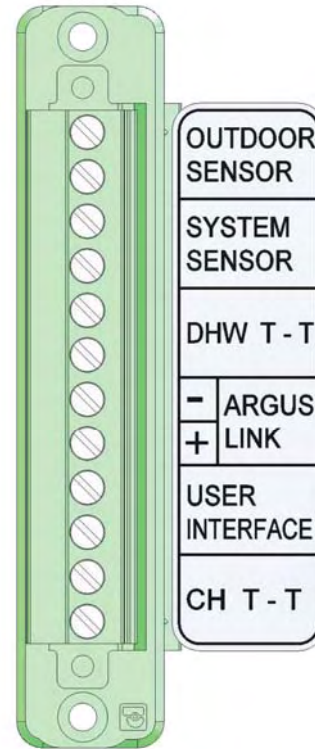 OUTDOOR
SENSOR
SYSTEM
SENSOR
DHW T - T
- ARGUS
+ LINK
USER
INTERFACE
CH T - T